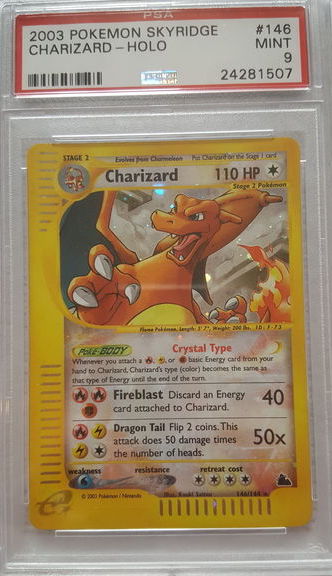 PSA
2003 POKEMON SKYRIDGE #146
CHARIZARD - HOLO MINT
9
24281507
STAGE 2 Evolves from Charmeleon Put Charizard on the Stage 1 card
Charizard 110 HP
Stage 2 Pokémon
Flame Pokémon, Length: 5' 7", Weight: 200 lbs.
Poké-BODY Crystal Type
Whenever you attach a , , or basic Energy card from your
hand to Charizard, Charizard's type (color) becomes the same as
that type of Energy until the end of the turn.
Fireblast Discard an Energy
card attached to Charizard. 40
Dragon Tail Flip 2 coins. This
attack does 50 damage times
the number of heads. 50x
weakness resistance retreat cost
© 2003 Pokémon / Nintendo Illus. 146/144
e